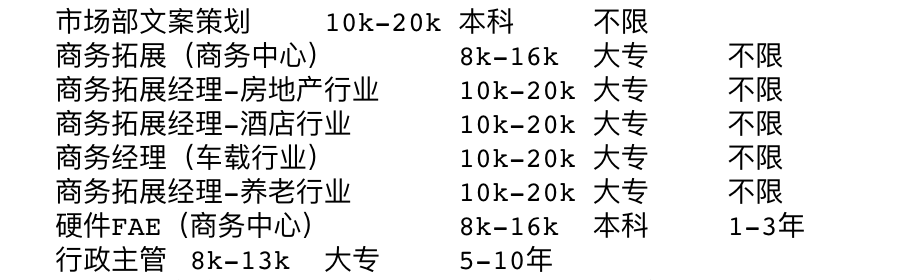 市场部文案策划 10k-20k 本科 不限
商务拓展（商务中心） 8k-16k 大专 不限
商务拓展经理-房地产行业 10k-20k 大专 不限
商务拓展经理-酒店行业 10k-20k 大专 不限
商务经理（车载行业） 10k-20k 大专 不限
商务拓展经理-养老行业 10k-20k 大专 不限
硬件FAE（商务中心） 8k-16k 本科 1-3年
行政主管 8k-13k 大专 5-10年